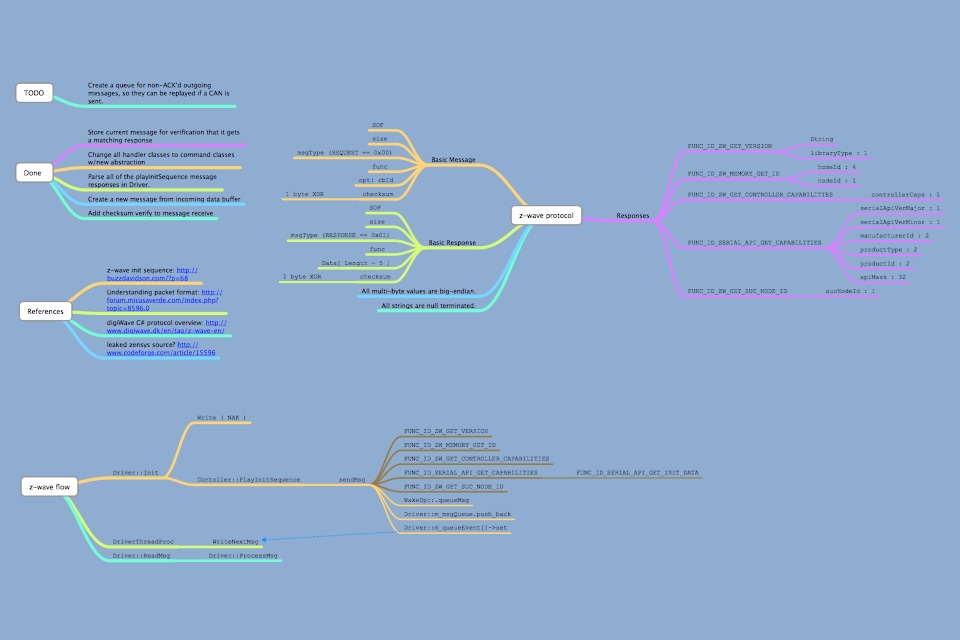 TODO
Create a queue for non-ACK'd outgoing
messages, so they can be replayed if a CAN is
sent.
Done
Store current message for verification that it gets
a matching response
Change all handler classes to command classes
w/new abstraction
Parse all of the playInitSequence message
responses in Driver.
Create a new message from incoming data buffer
Add checksum verify to message receive
References
z-wave init sequence: http://
buzzdavidson.com/?p=68
Understanding packet format: http://
forum.micasaverde.com/index.php?
topic=8596.0
digiWave C# protocol overview: http://
www.digiwave.dk/en/tag/z-wave-en/
leaked zensys source? http://
www.codeforge.com/article/15596
z-wave protocol
Basic Message
SOF
size
msgType (REQUEST == 0x00)
func
opt: cbId
1 byte XOR checksum
Basic Response
SOF
size
msgType (RESPONSE == 0x01)
func
Data[ Length - 5 ]
1 byte XOR checksum
All multi-byte values are big-endian.
All strings are null terminated.
Responses
FUNC_ID_ZW_GET_VERSION
String
libraryType : 1
FUNC_ID_ZW_MEMORY_GET_ID
homeId : 4
nodeId : 1
FUNC_ID_ZW_GET_CONTROLLER_CAPABILITIES controllerCaps : 1
FUNC_ID_SERIAL_API_GET_CAPABILITIES
serialApiVerMajor : 1
serialApiVerMinor : 1
manufacturerId : 2
productType : 2
productId : 2
apiMask : 32
FUNC_ID_ZW_GET_SUC_NODE_ID sucNodeId : 1
z-wave flow
Driver::Init
Write ( NAK )
Contoller::PlayInitSequence sendMsg
FUNC_ID_ZW_GET_VERSION
FUNC_ID_ZW_MEMORY_GET_ID
FUNC_ID_ZW_GET_CONTROLLER_CAPABILITIES
FUNC_ID_SERIAL_API_GET_CAPABILITIES FUNC_ID_SERIAL_API_GET_INIT_DATA
FUNC_ID_ZW_GET_SUC_NODE_ID
WakeUp::.queueMsg
Driver::m_msgQueue.push_back
Driver::m_queueEvent[]->set
DriverThreadProc WriteNextMsg
Driver::ReadMsg Driver::ProcessMsg